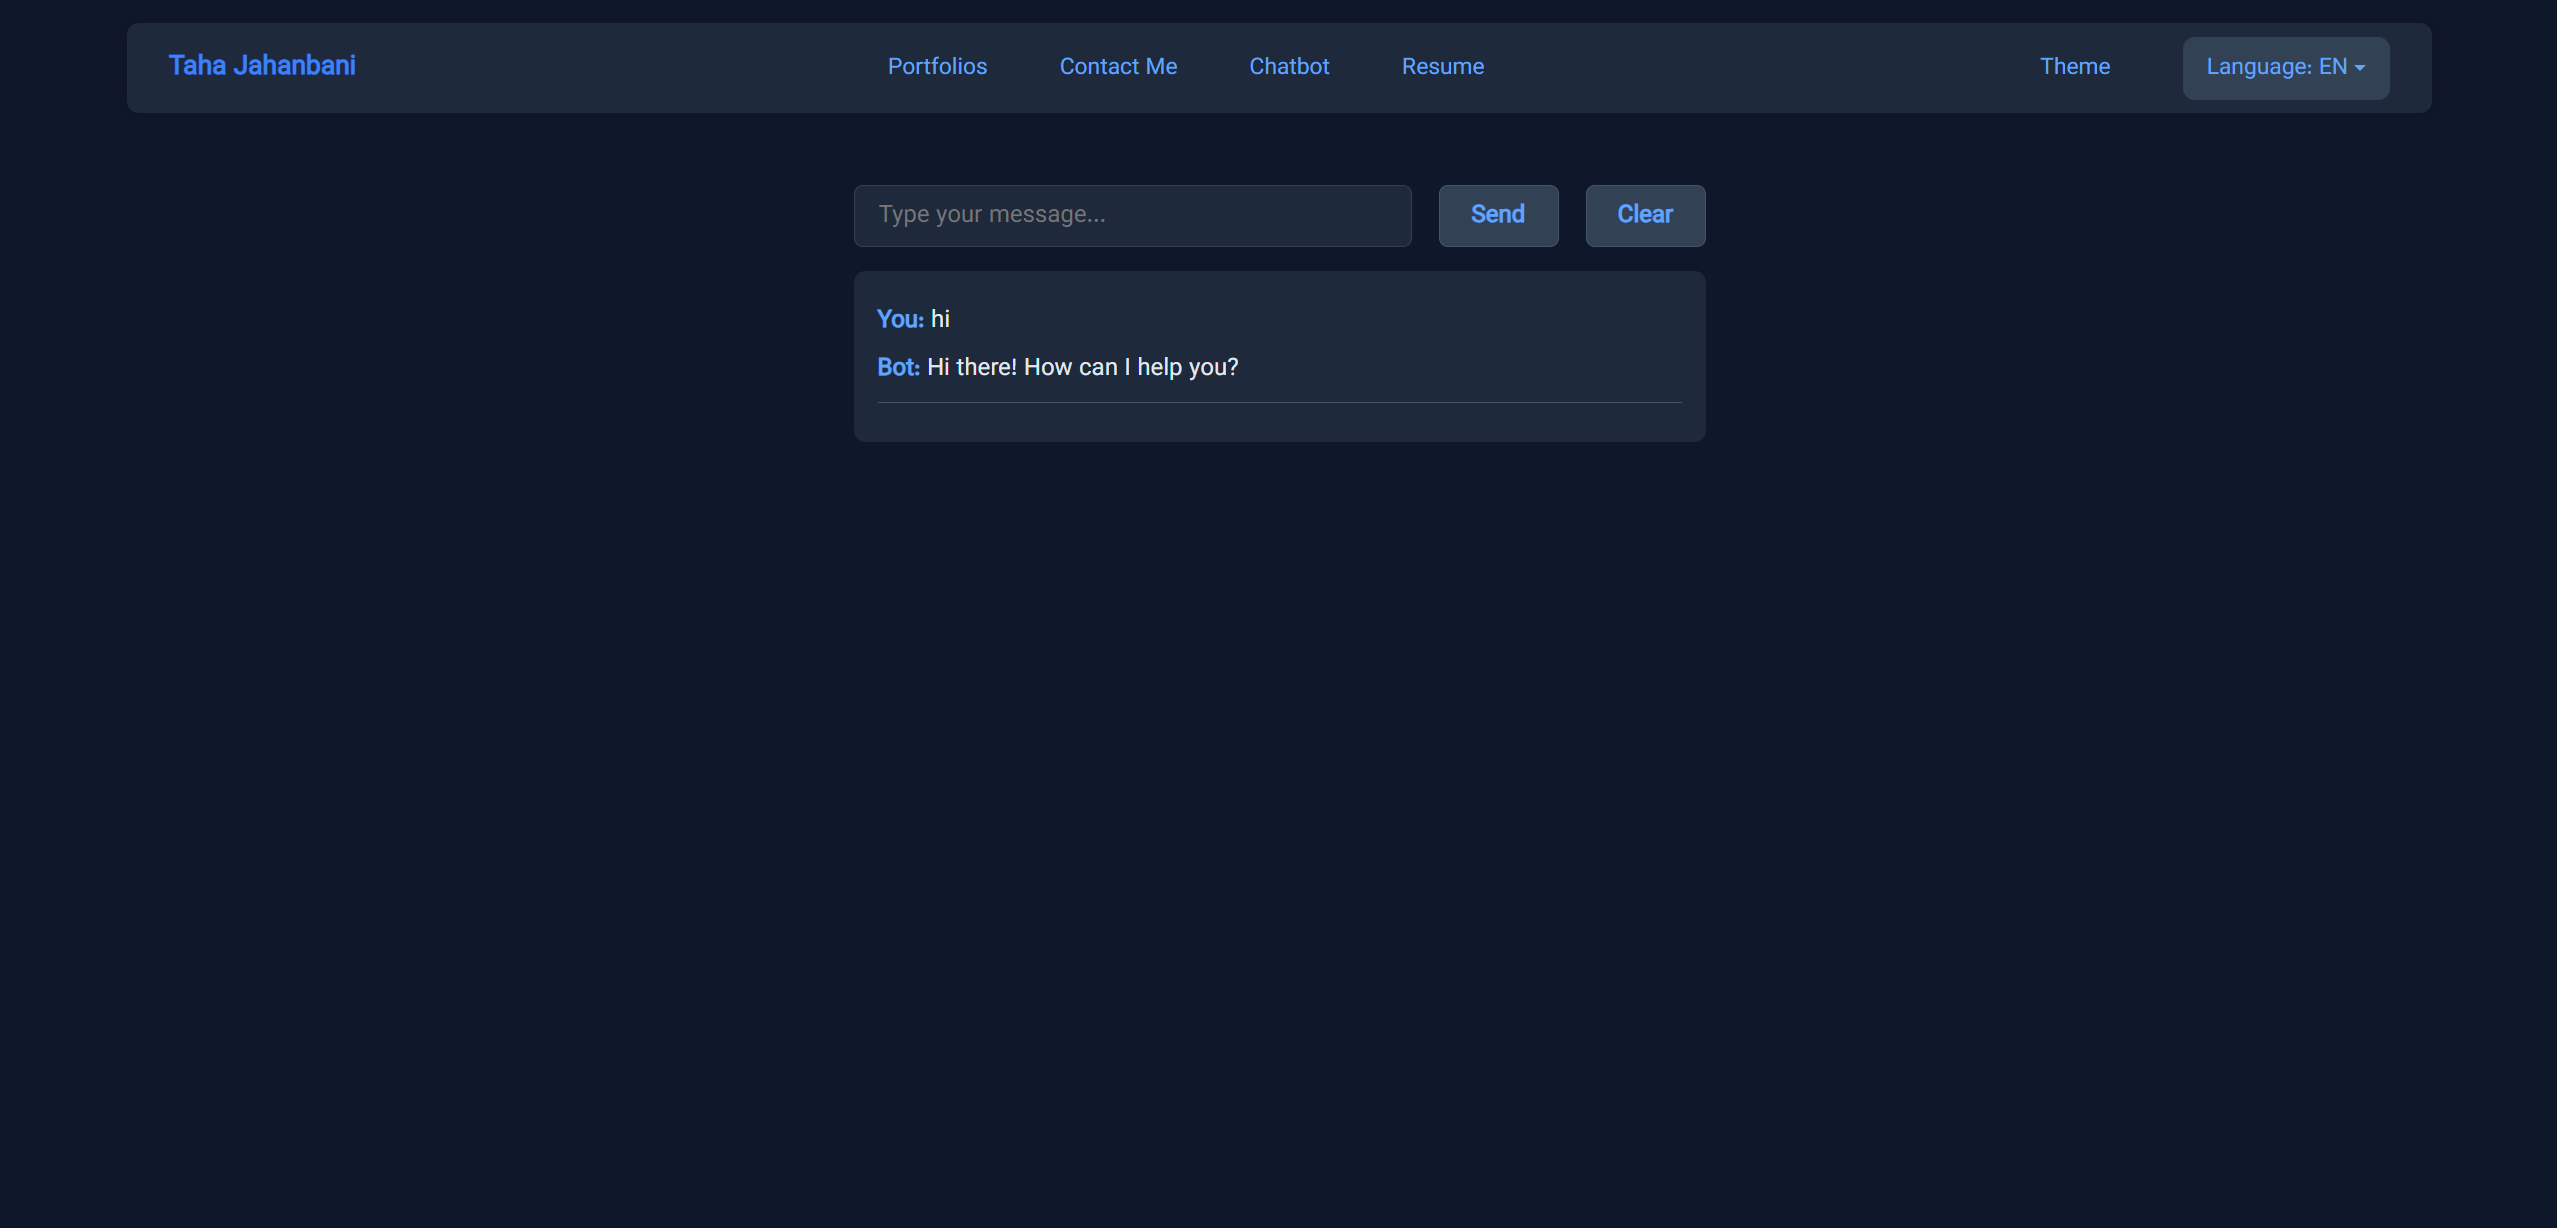 Taha Jahanbani
Portfolios
Contact Me
Chatbot
Resume
Theme
Language: EN
Type your message...
Send
Clear
You: hi
Bot: Hi there! How can I help you?